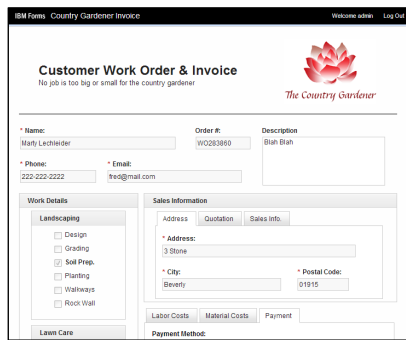 IBM Forms Country Gardener Invoice Welcome admin Log Out
Customer Work Order & Invoice
No job is too big or small for the country gardener
The Country Gardener
* Name: Order #: Description
Marty Lechleider WO283860 Blah Blah
* Phone: * Email:
222-222-2222 fred@mail.com
Work Details Sales Information
Landscaping Address Quotation Sales Info.
Design
Grading * Address:
Soil Prep. 3 Stone
Planting * City: * Postal Code:
Walkways Beverly 01915
Rock Wall
Labor Costs Material Costs Payment
Lawn Care Payment Method: